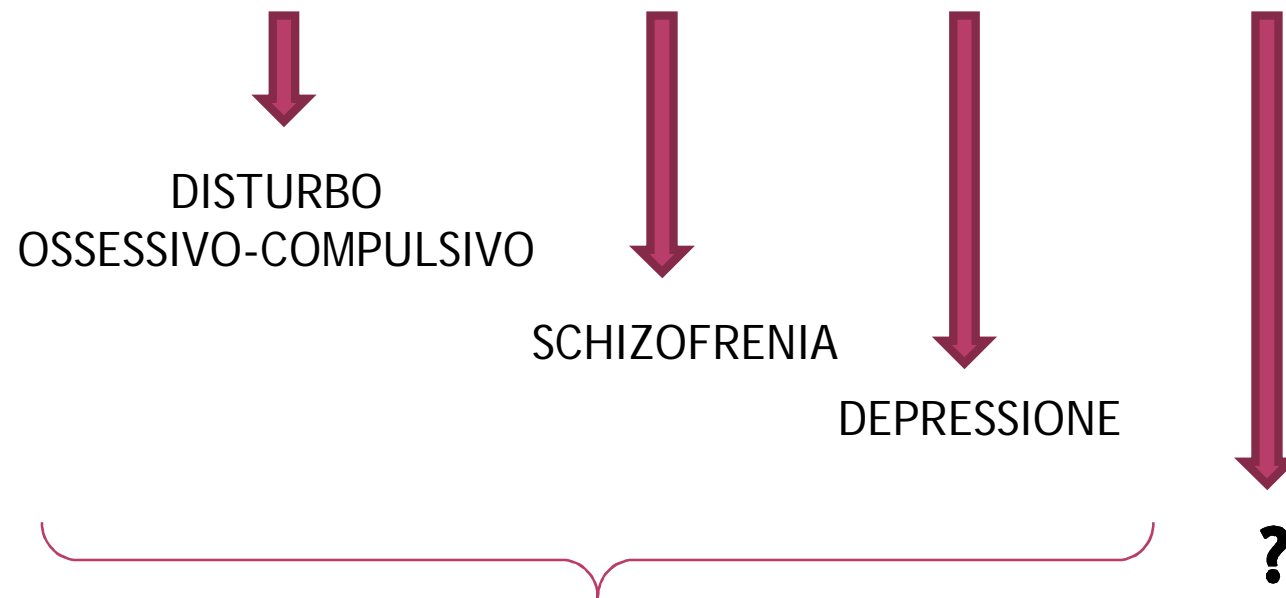 DISTURBO
OSSESSIVO-COMPULSIVO
SCHIZOFRENIA
DEPRESSIONE
?